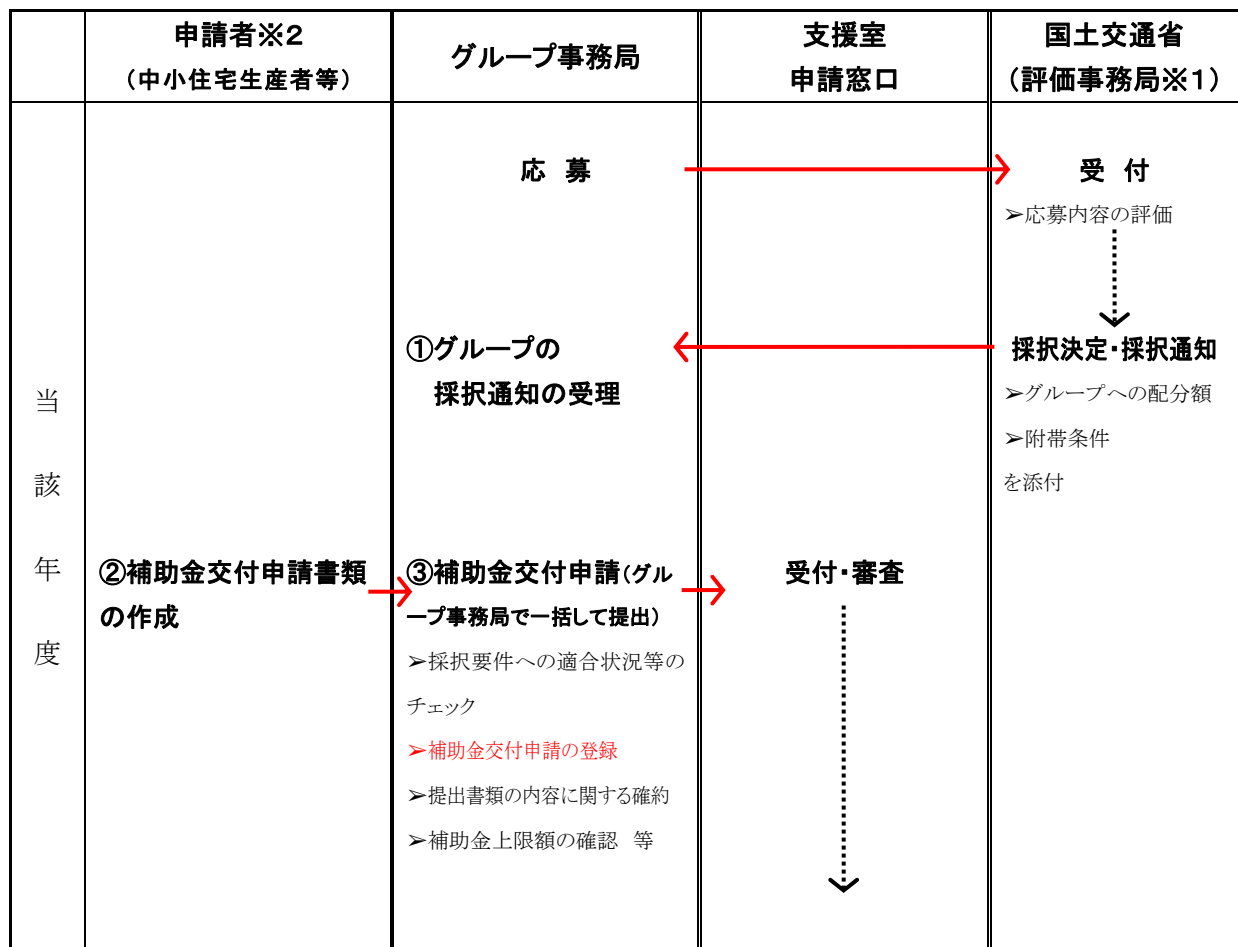 申請者※2
(中小住宅生産者等)
グループ事務局
支援室
申請窓口
国土交通省
(評価事務局※1)
当該年度
応 募
受 付
➢応募内容の評価
①グループの
採択通知の受理
採択決定・採択通知
➢グループへの配分額
➢附帯条件
を添付
②補助金交付申請書類
の作成
③補助金交付申請(グル
ープ事務局で一括して提出)
➢採択要件への適合状況等の
チェック
➢補助金交付申請の登録
➢提出書類の内容に関する確約
➢補助金上限額の確認 等
受付・審査